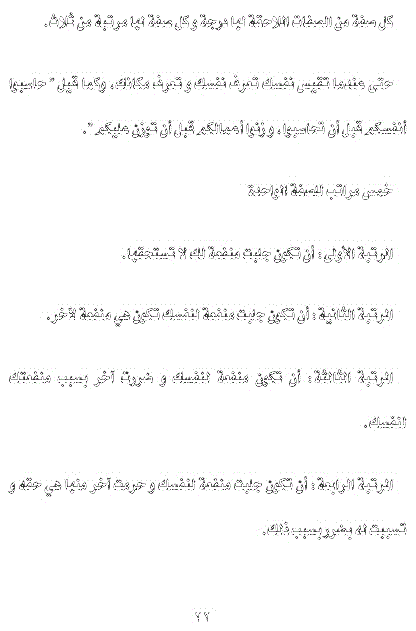 كل صفة من الصفات اللاحقة لها درجة وكل صفة لها مرتبة من ثلاث.
حتى عندما تقيس نفسك تعرف نفسك و تعرف مكانك، وكما قيل " حاسبوا
أنفسكم قبل أن تحاسبوا، و زنوا أعمالكم قبل أن توزن عليكم ".
خمس مراتب للصفة الواحدة
المرتبة الأولى : أن تكون جلبت منفعة لك لا تستحقها.
المرتبة الثانية : أن تكون جلبت منفعة لنفسك تكون هي منفعة لآخر.
المرتبة الثالثة : أن تكون منفعة لنفسك و ضررت آخر بسبب منفعتك
لنفسك.
المرتبة الرابعة : أن تكون جلبت منفعة لنفسك و حرمت آخر منها هي حقه و
تسببت له بضرر بسبب ذلك.
٢٢